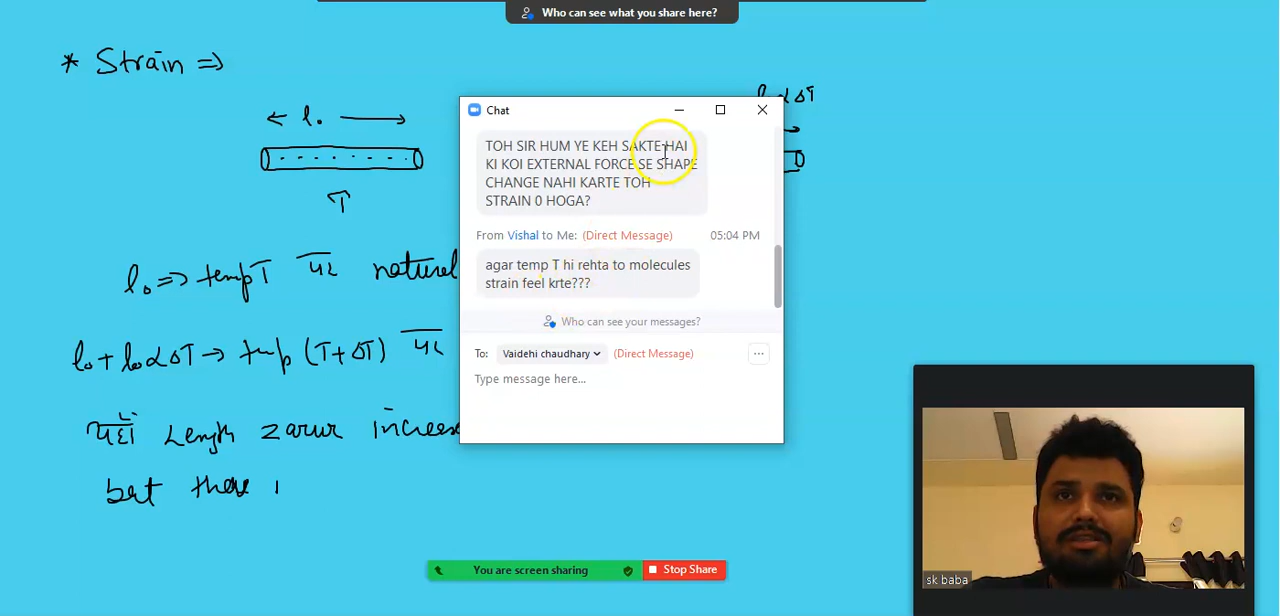 Who can see what you share here?
* Strain ⇒
← l₀ →
T
l₀ ⇒ temp T पर natural
l₀ + l₀αΔT → tmp (T+ΔT) पर
यहाँ Length zarur increase
but there
l₀αΔT
Chat
TOH SIR HUM YE KEH SAKTE HAI
KI KOI EXTERNAL FORCE SE SHAPE
CHANGE NAHI KARTE TOH
STRAIN 0 HOGA?
From Vishal to Me: (Direct Message) 05:04 PM
agar temp T hi rehta to molecules
strain feel krte???
Who can see your messages?
To: Vaidehi chaudhary (Direct Message) ...
Type message here...
You are screen sharing Stop Share
sk baba